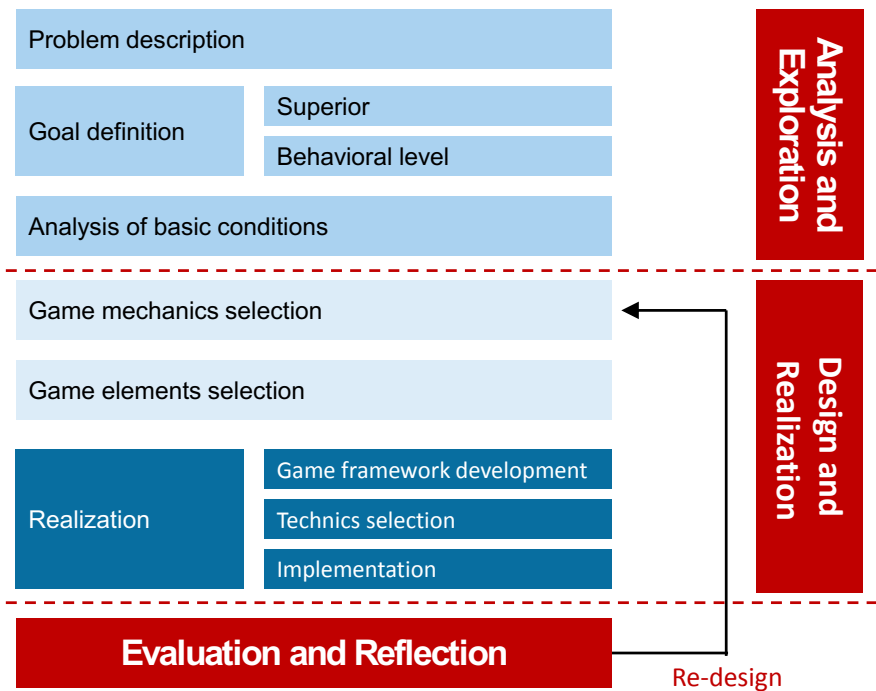 Problem description
Goal definition
Superior
Behavioral level
Analysis of basic conditions
Analysis and
Exploration
Game mechanics selection
Game elements selection
Realization
Game framework development
Technics selection
Implementation
Design and
Realization
Evaluation and Reflection
Re-design